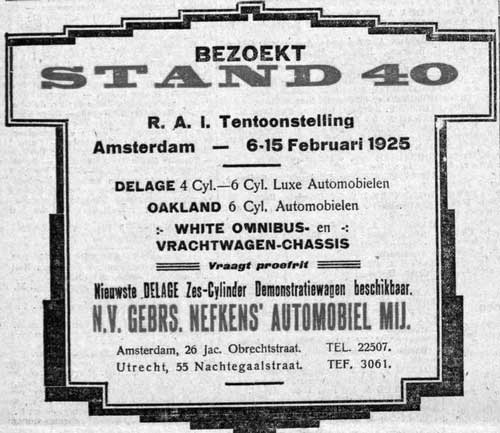 BEZOEKT
STAND 40
R. A. I. Tentoonstelling
Amsterdam — 6-15 Februari 1925
DELAGE 4 Cyl.—6 Cyl. Luxe Automobielen
OAKLAND 6 Cyl. Automobielen
:- WHITE OMNIBUS- en -:
VRACHTWAGEN-CHASSIS
Vraagt proefrit
Nieuwste DELAGE Zes-Cylinder Demonstratiewagen beschikbaar.
N.V. GEBRS. NEFKENS' AUTOMOBIEL MIJ.
Amsterdam, 26 Jac. Obrechtstraat. TEL. 22507.
Utrecht, 55 Nachtegaalstraat. TEF. 3061.